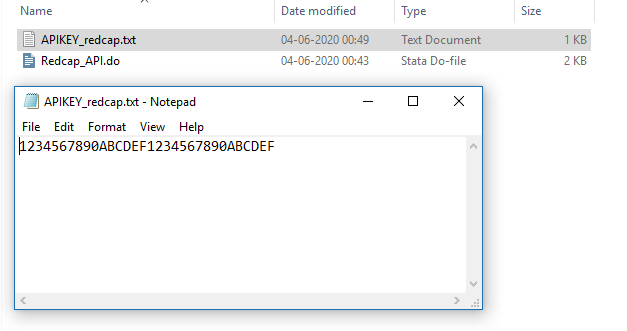 Name Date modified Type Size
APIKEY_redcap.txt 04-06-2020 00:49 Text Document 1 KB
Redcap_API.do 04-06-2020 00:43 Stata Do-file 2 KB
APIKEY_redcap.txt - Notepad
File Edit Format View Help
1234567890ABCDEF1234567890ABCDEF